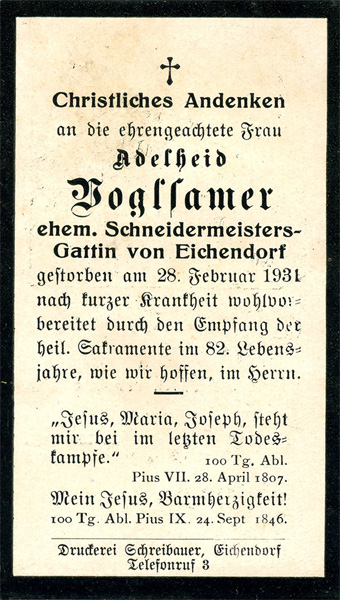 Christliches Andenken
an die ehrengeachtete Frau
Adelheid
Voglsamer
ehem. Schneidermeisters-
Gattin von Eichendorf
gestorben am 28. Februar 1931
nach kurzer Krankheit wohlvor-
bereitet durch den Empfang der
heil. Sakramente im 82. Lebens-
jahre, wie wir hoffen, im Herrn.
„Jesus, Maria, Joseph, steht
mir bei im letzten Todes-
kampfe." 100 Tg. Abl.
Pius VII. 28. April 1807.
Mein Jesus, Barmherzigkeit!
100 Tg. Abl. Pius IX. 24. Sept 1846.
Druckerei Schreibauer, Eichendorf
Telefonruf 3